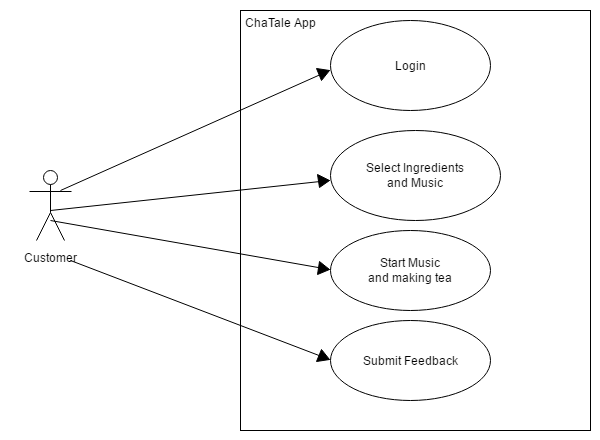 ChaTale App
Login
Select Ingredients
and Music
Start Music
and making tea
Customer
Submit Feedback